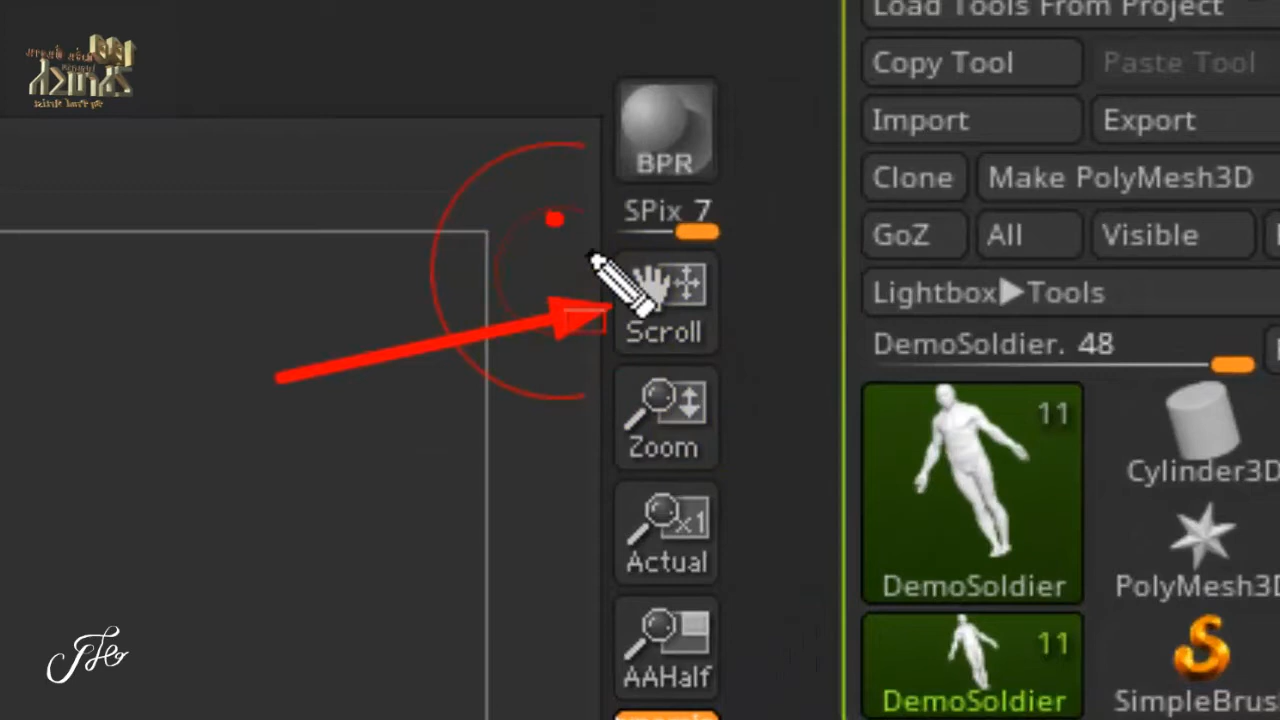 Load Tools From Project
Copy Tool
Paste Tool
Import
Export
Clone
Make PolyMesh3D
GoZ
All
Visible
Lightbox▶Tools
DemoSoldier. 48
11
DemoSoldier
Cylinder3D
PolyMesh3D
11
DemoSoldier
SimpleBrus
BPR
SPix 7
Scroll
Zoom
x1
Actual
AAHalf